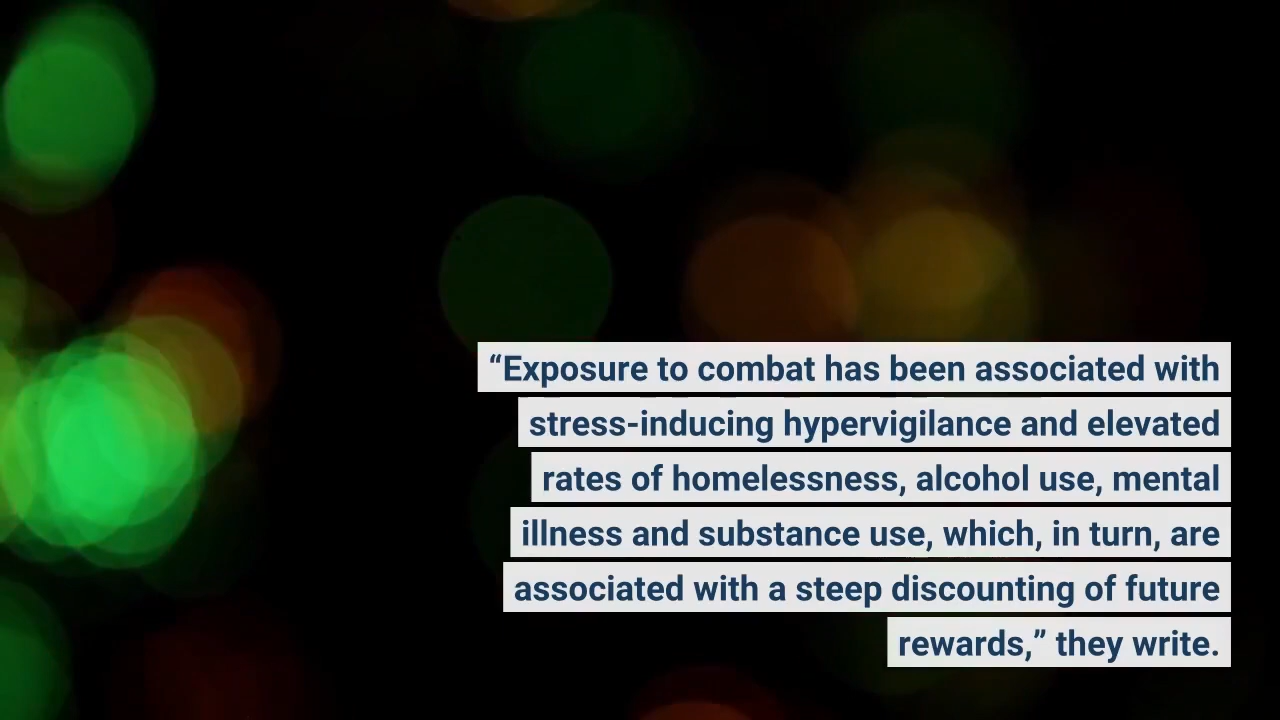 “Exposure to combat has been associated with
stress-inducing hypervigilance and elevated
rates of homelessness, alcohol use, mental
illness and substance use, which, in turn, are
associated with a steep discounting of future
rewards,” they write.